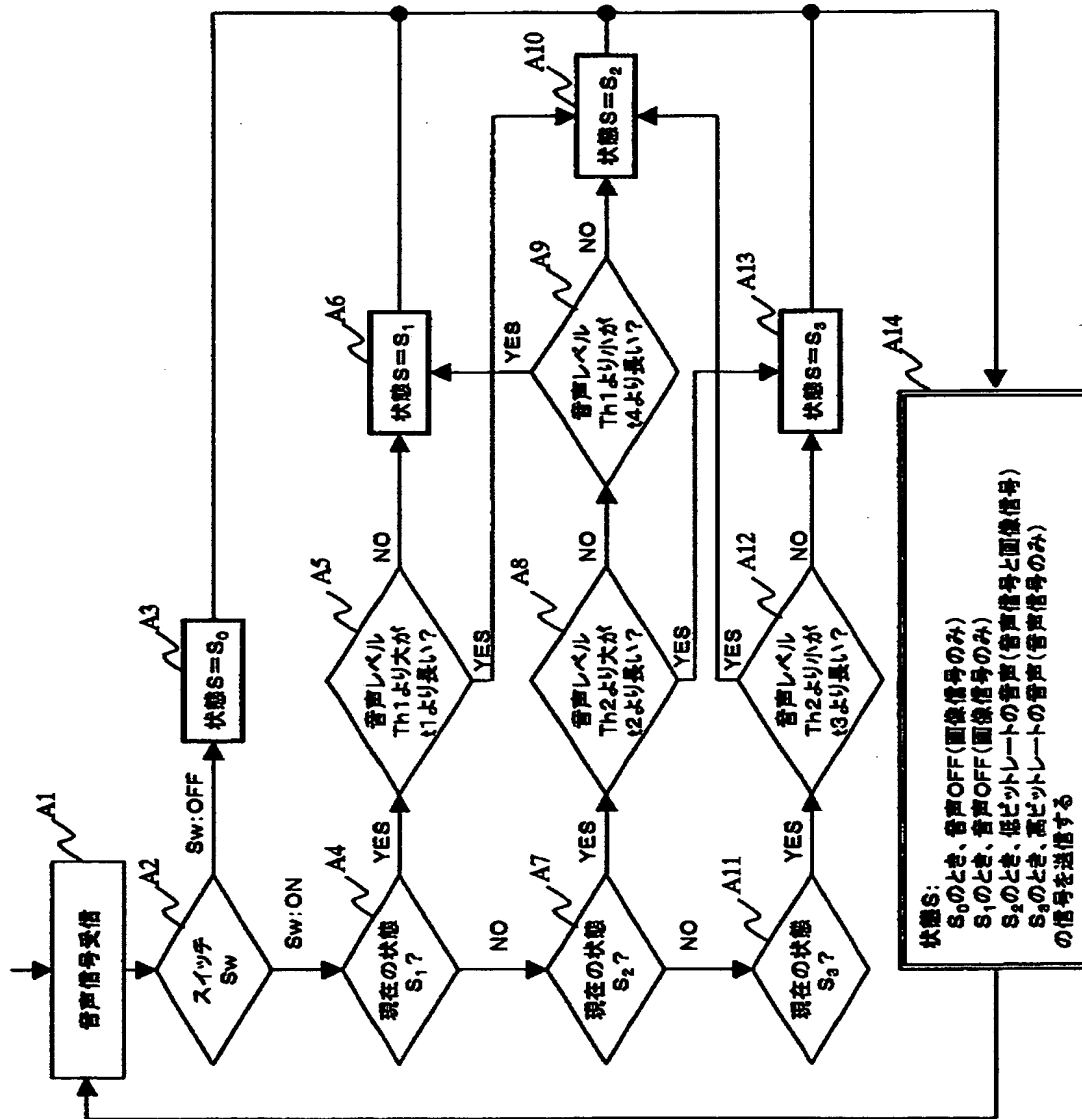 A1
音声信号受信
A2
スイッチ
Sw
Sw:OFF
A3
状態S=S₀
Sw:ON
A4
現在の状態
S₁?
YES
A5
音声レベル
Th1より大が
t1より長い?
NO
A6
状態S=S₁
YES
NO
A7
現在の状態
S₂?
YES
A8
音声レベル
Th2より大が
t2より長い?
NO
YES
A9
音声レベル
Th1より小が
t4より長い?
YES
NO
A10
状態S=S₂
NO
A11
現在の状態
S₃?
YES
A12
音声レベル
Th2より小が
t3より長い?
YES
NO
A13
状態S=S₃
A14
状態S:
S₀のとき、音声OFF(画像信号のみ)
S₁のとき、音声OFF(画像信号のみ)
S₂のとき、低ビットレートの音声(音声信号と画像信号)
S₃のとき、高ビットレートの音声(音声信号のみ)
の信号を送信する